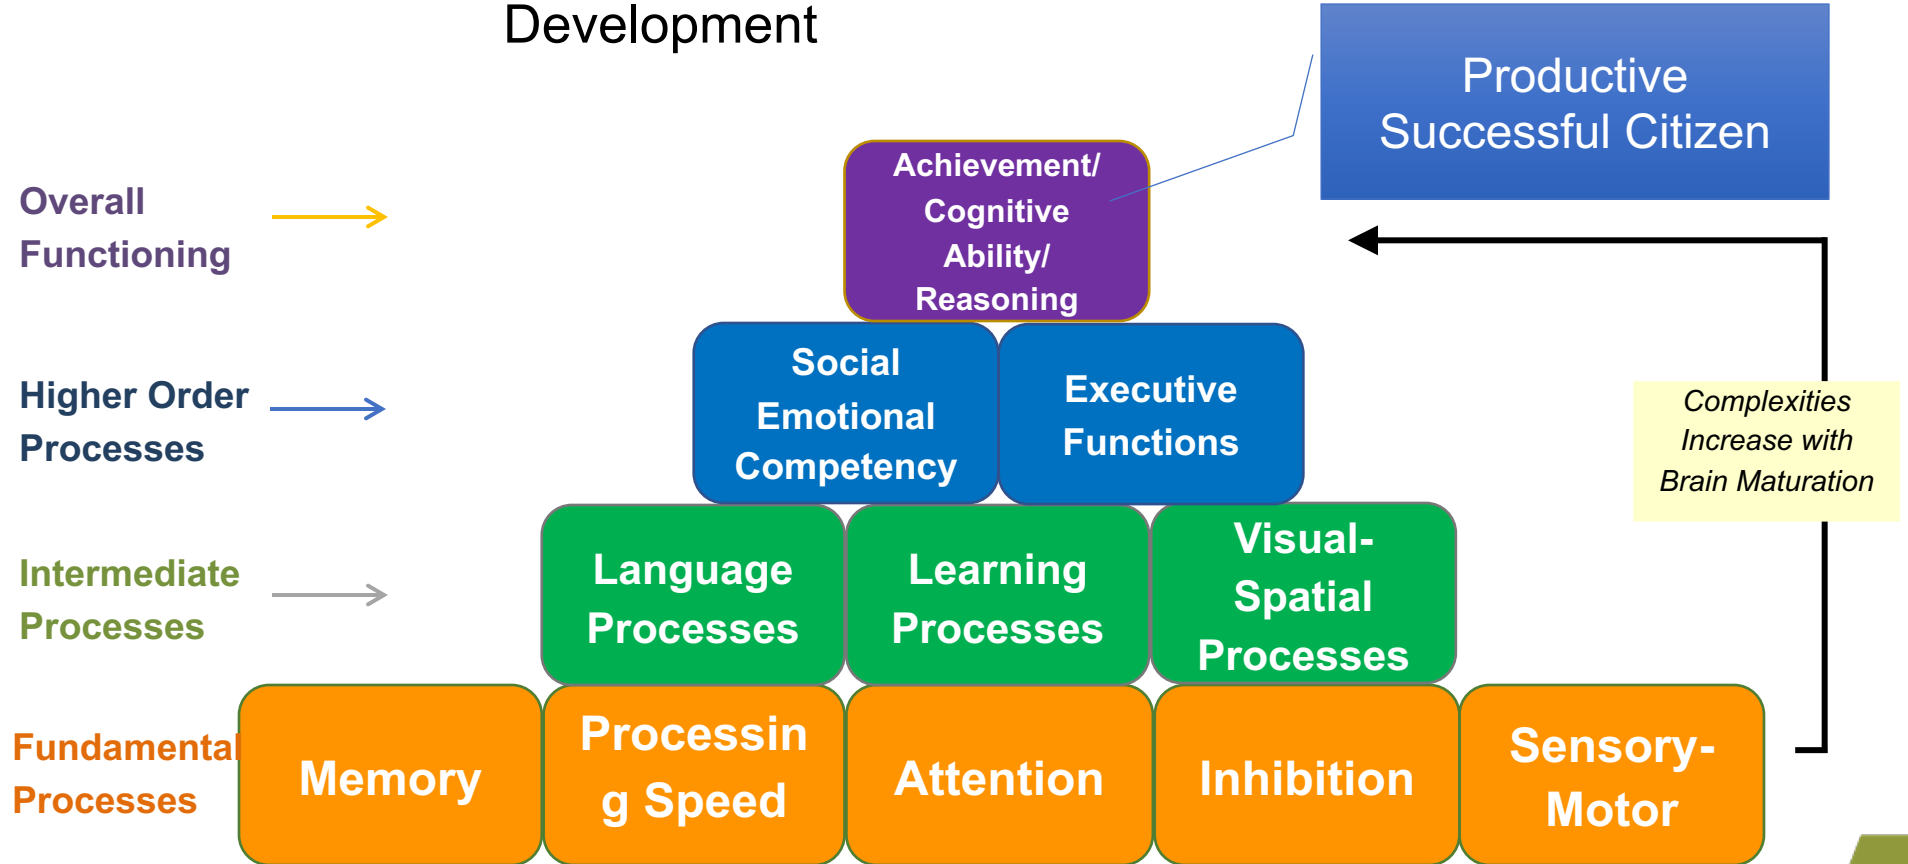 Development
Productive
Successful Citizen
Overall
Functioning
Achievement/
Cognitive
Ability/
Reasoning
Higher Order
Processes
Social
Emotional
Competency
Executive
Functions
Complexities
Increase with
Brain Maturation
Intermediate
Processes
Language
Processes
Learning
Processes
Visual-
Spatial
Processes
Fundamental
Processes
Memory
Processin
g Speed
Attention
Inhibition
Sensory-
Motor